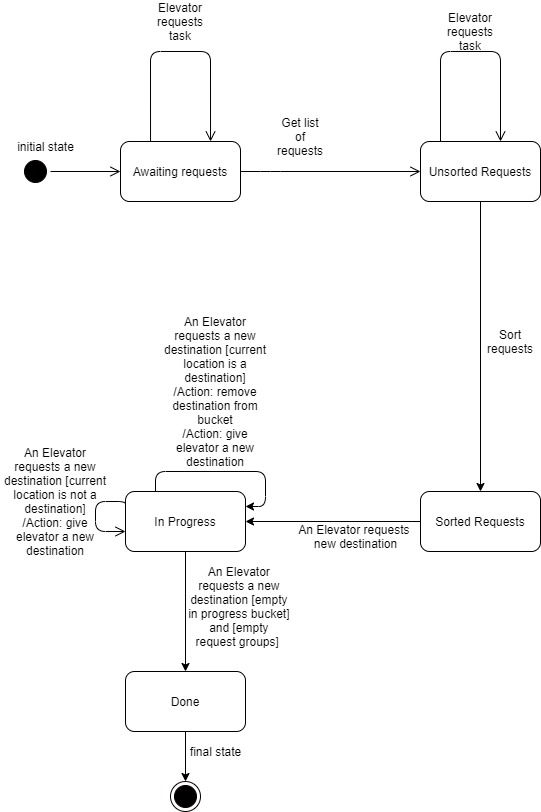 Elevator
requests
task
Elevator
requests
task
Get list
of
requests
initial state
Awaiting requests
Unsorted Requests
Sort
requests
An Elevator
requests a new
destination [current
location is a
destination]
/Action: remove
destination from
bucket
/Action: give
elevator a new
destination
An Elevator
requests a new
destination [current
location is not a
destination]
/Action: give
elevator a new
destination
In Progress
Sorted Requests
An Elevator requests
new destination
An Elevator
requests a new
destination [empty
in progress bucket]
and [empty
request groups]
Done
final state